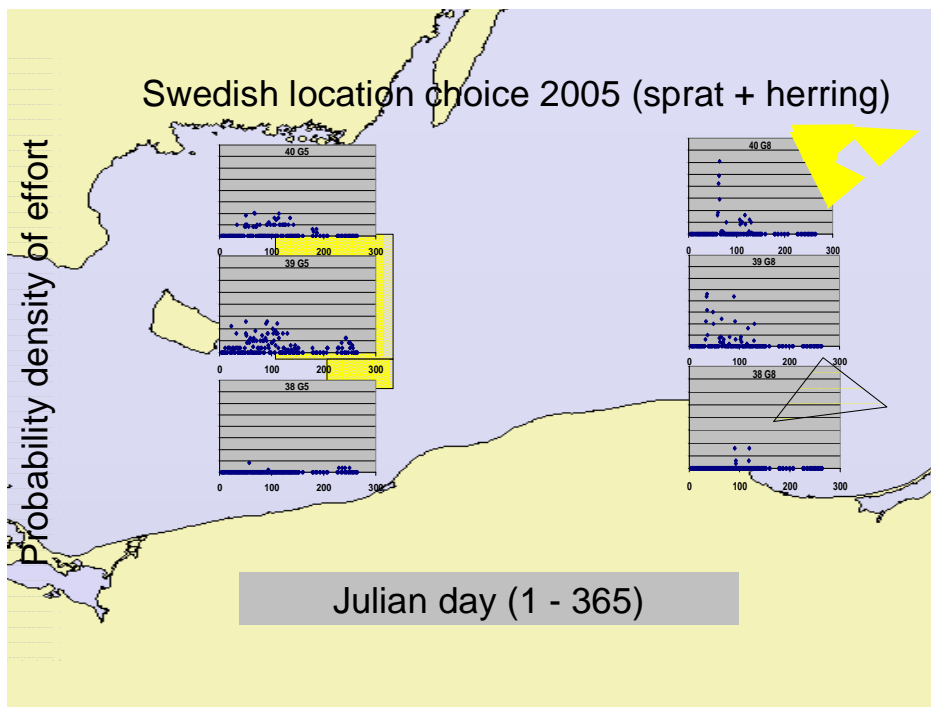 Swedish location choice 2005 (sprat + herring)
Probability density of effort
40 G5
0 100 200 300
39 G5
0 100 200 300
38 G5
0 100 200 300
40 G8
0 100 200 300
39 G8
0 100 200 300
38 G8
0 100 200 300
Julian day (1 - 365)